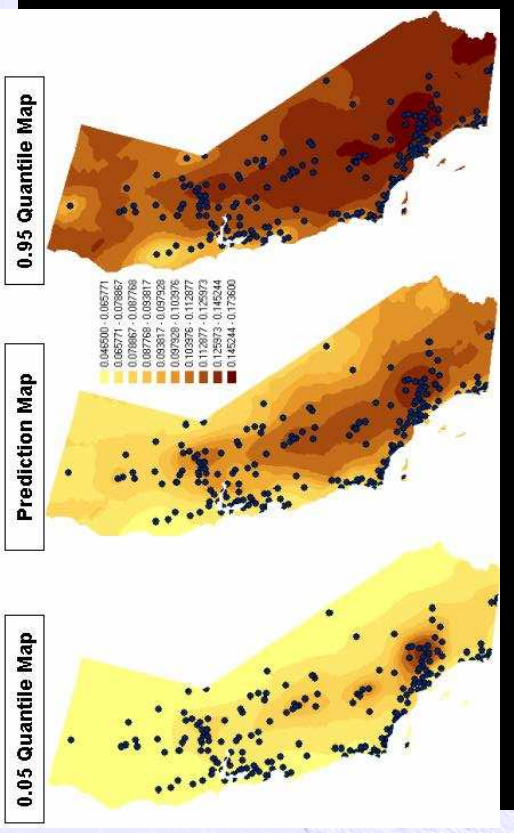 0.05 Quantile Map
Prediction Map
0.95 Quantile Map
0.046500 - 0.065771
0.065771 - 0.078867
0.078867 - 0.087768
0.087768 - 0.093817
0.093817 - 0.097928
0.097928 - 0.103976
0.103976 - 0.112877
0.112877 - 0.125973
0.125973 - 0.145244
0.145244 - 0.173600